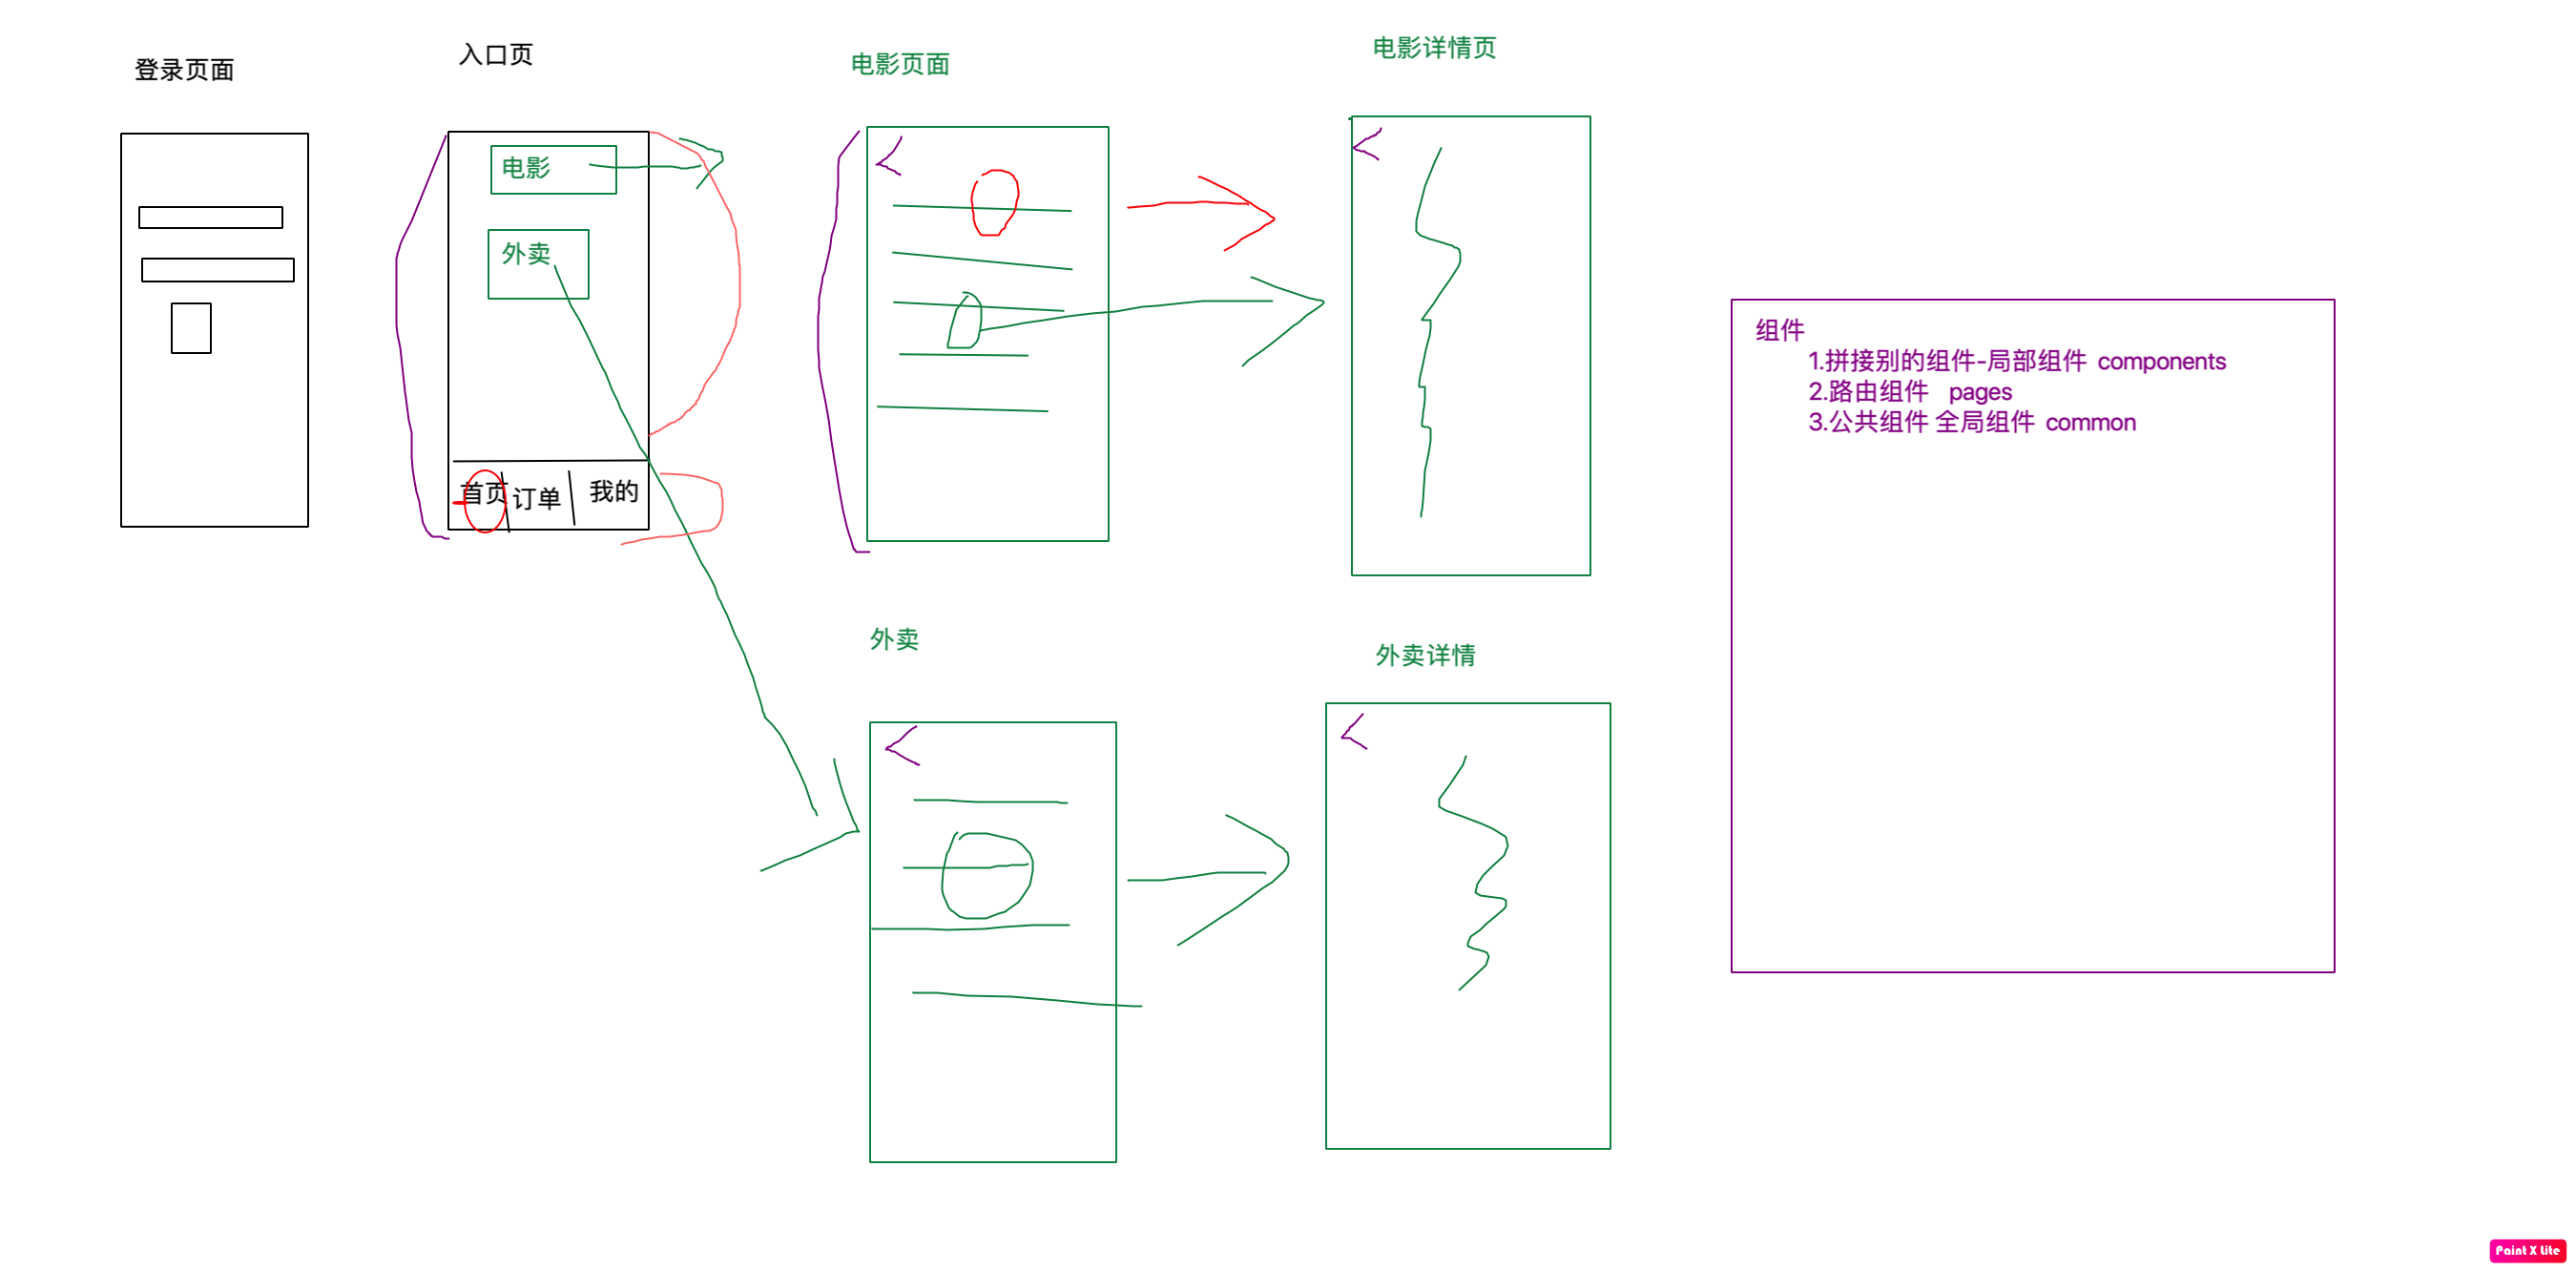 登录页面
入口页
电影页面
电影详情页
电影
外卖
首页
订单
我的
外卖
外卖详情
组件
1.拼接别的组件-局部组件 components
2.路由组件 pages
3.公共组件 全局组件 common
Paint X Lite